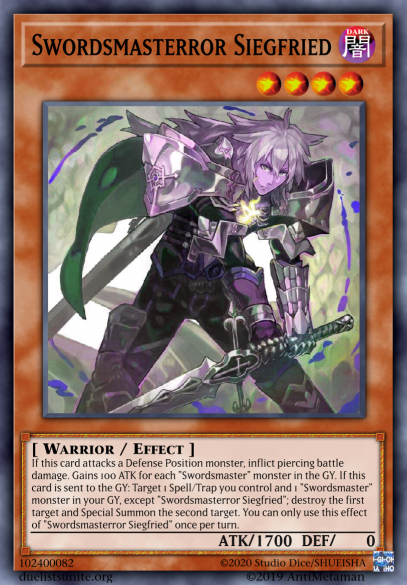 SWORDSMASTERROR SIEGFRIED
DARK
闇
[ WARRIOR / EFFECT ]
If this card attacks a Defense Position monster, inflict piercing battle
damage. Gains 100 ATK for each "Swordsmaster" monster in the GY. If this
card is sent to the GY: Target 1 Spell/Trap you control and 1 "Swordsmaster"
monster in your GY, except "Swordsmasterror Siegfried"; destroy the first
target and Special Summon the second target. You can only use this effect
of "Swordsmasterror Siegfried" once per turn.
ATK/1700 DEF/ 0
102400082 ©2020 Studio Dice/SHUEISHA
duelistsunite.org ©2019 AntiMetaman